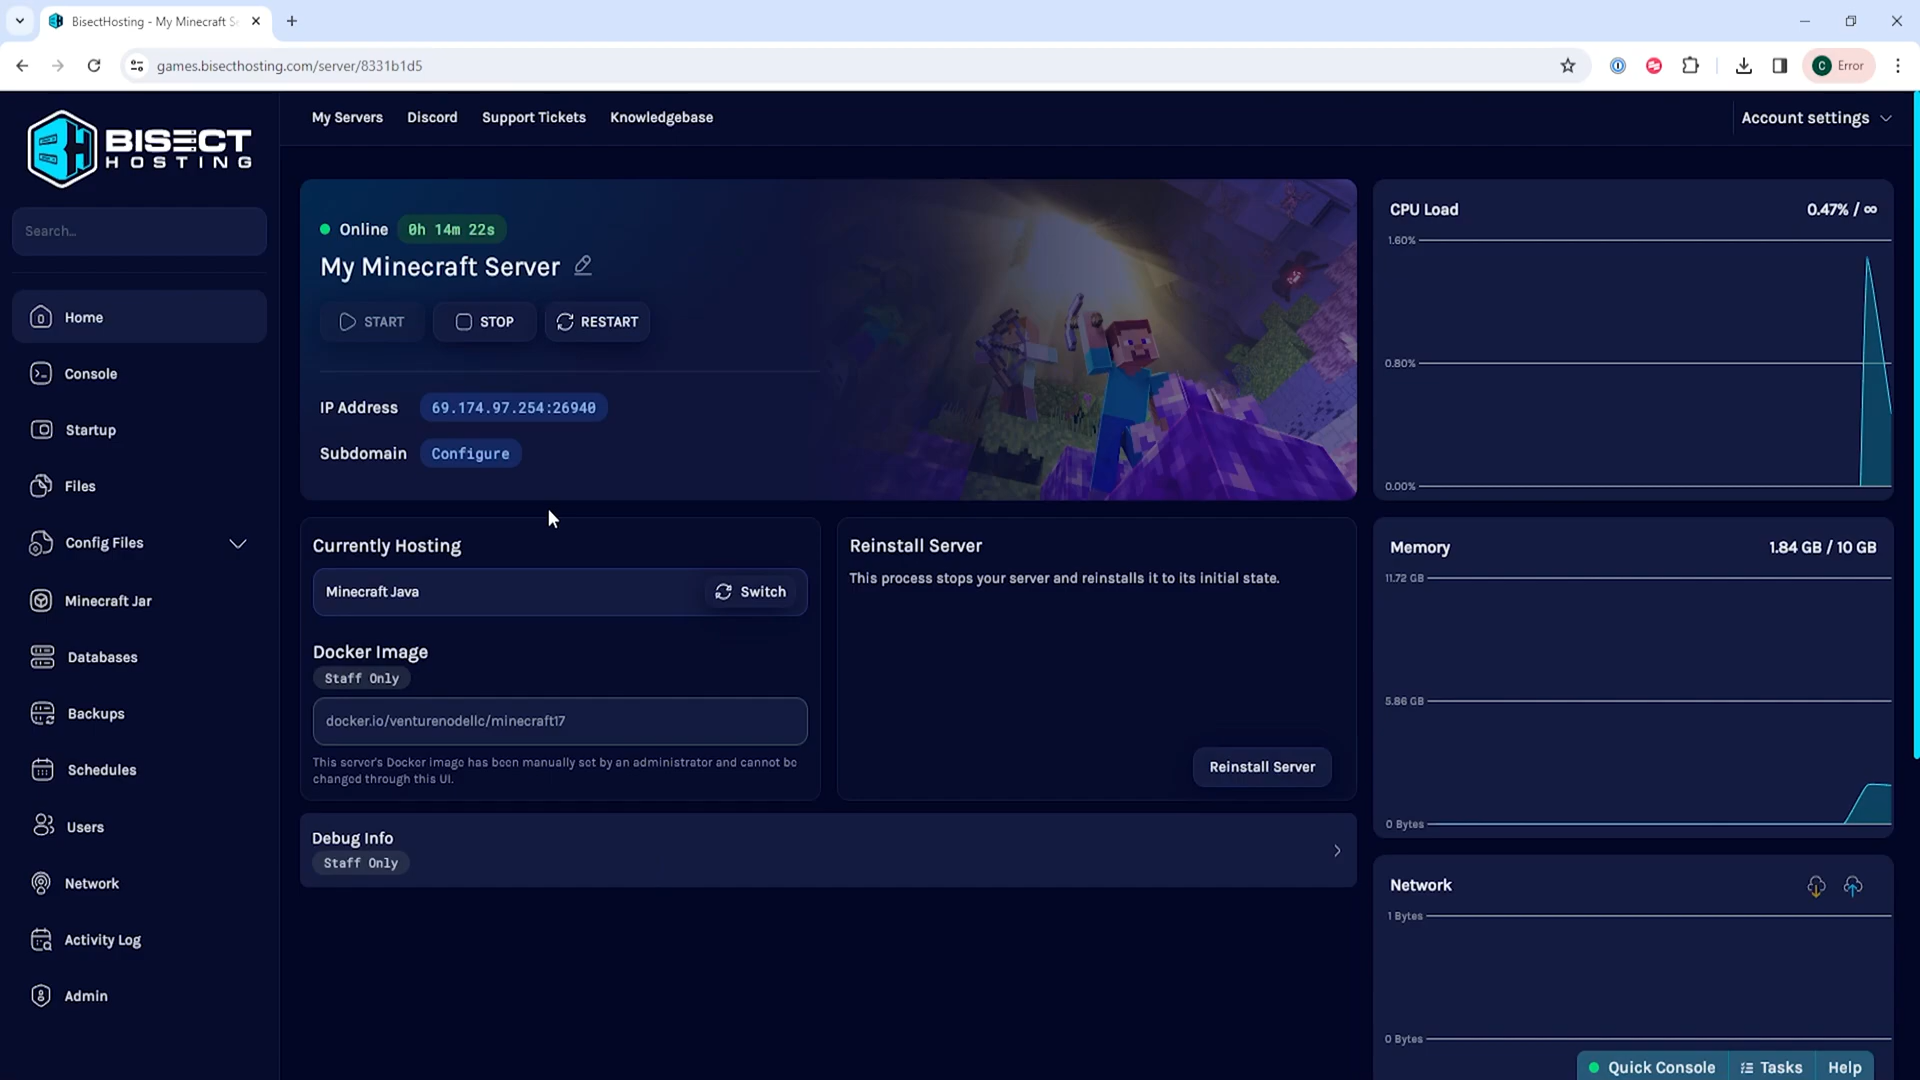 BisectHosting - My Minecraft S
games.bisecthosting.com/server/8331b1d5
C Error
BISECT
HOSTING
My Servers Discord Support Tickets Knowledgebase Account settings
Search...
Home
Console
Startup
Files
Config Files
Minecraft Jar
Databases
Backups
Schedules
Users
Network
Activity Log
Admin
Online 0h 14m 22s
My Minecraft Server
START STOP RESTART
IP Address 69.174.97.254:26940
Subdomain Configure
Currently Hosting
Minecraft Java Switch
Docker Image
Staff Only
docker.io/venturenodellc/minecraft17
This server's Docker image has been manually set by an administrator and cannot be
changed through this UI.
Reinstall Server
This process stops your server and reinstalls it to its initial state.
Reinstall Server
Debug Info
Staff Only
CPU Load 0.47% / ∞
1.60%
0.80%
0.00%
Memory 1.84 GB / 10 GB
11.72 GB
5.86 GB
0 Bytes
Network
1 Bytes
0 Bytes
Quick Console Tasks Help